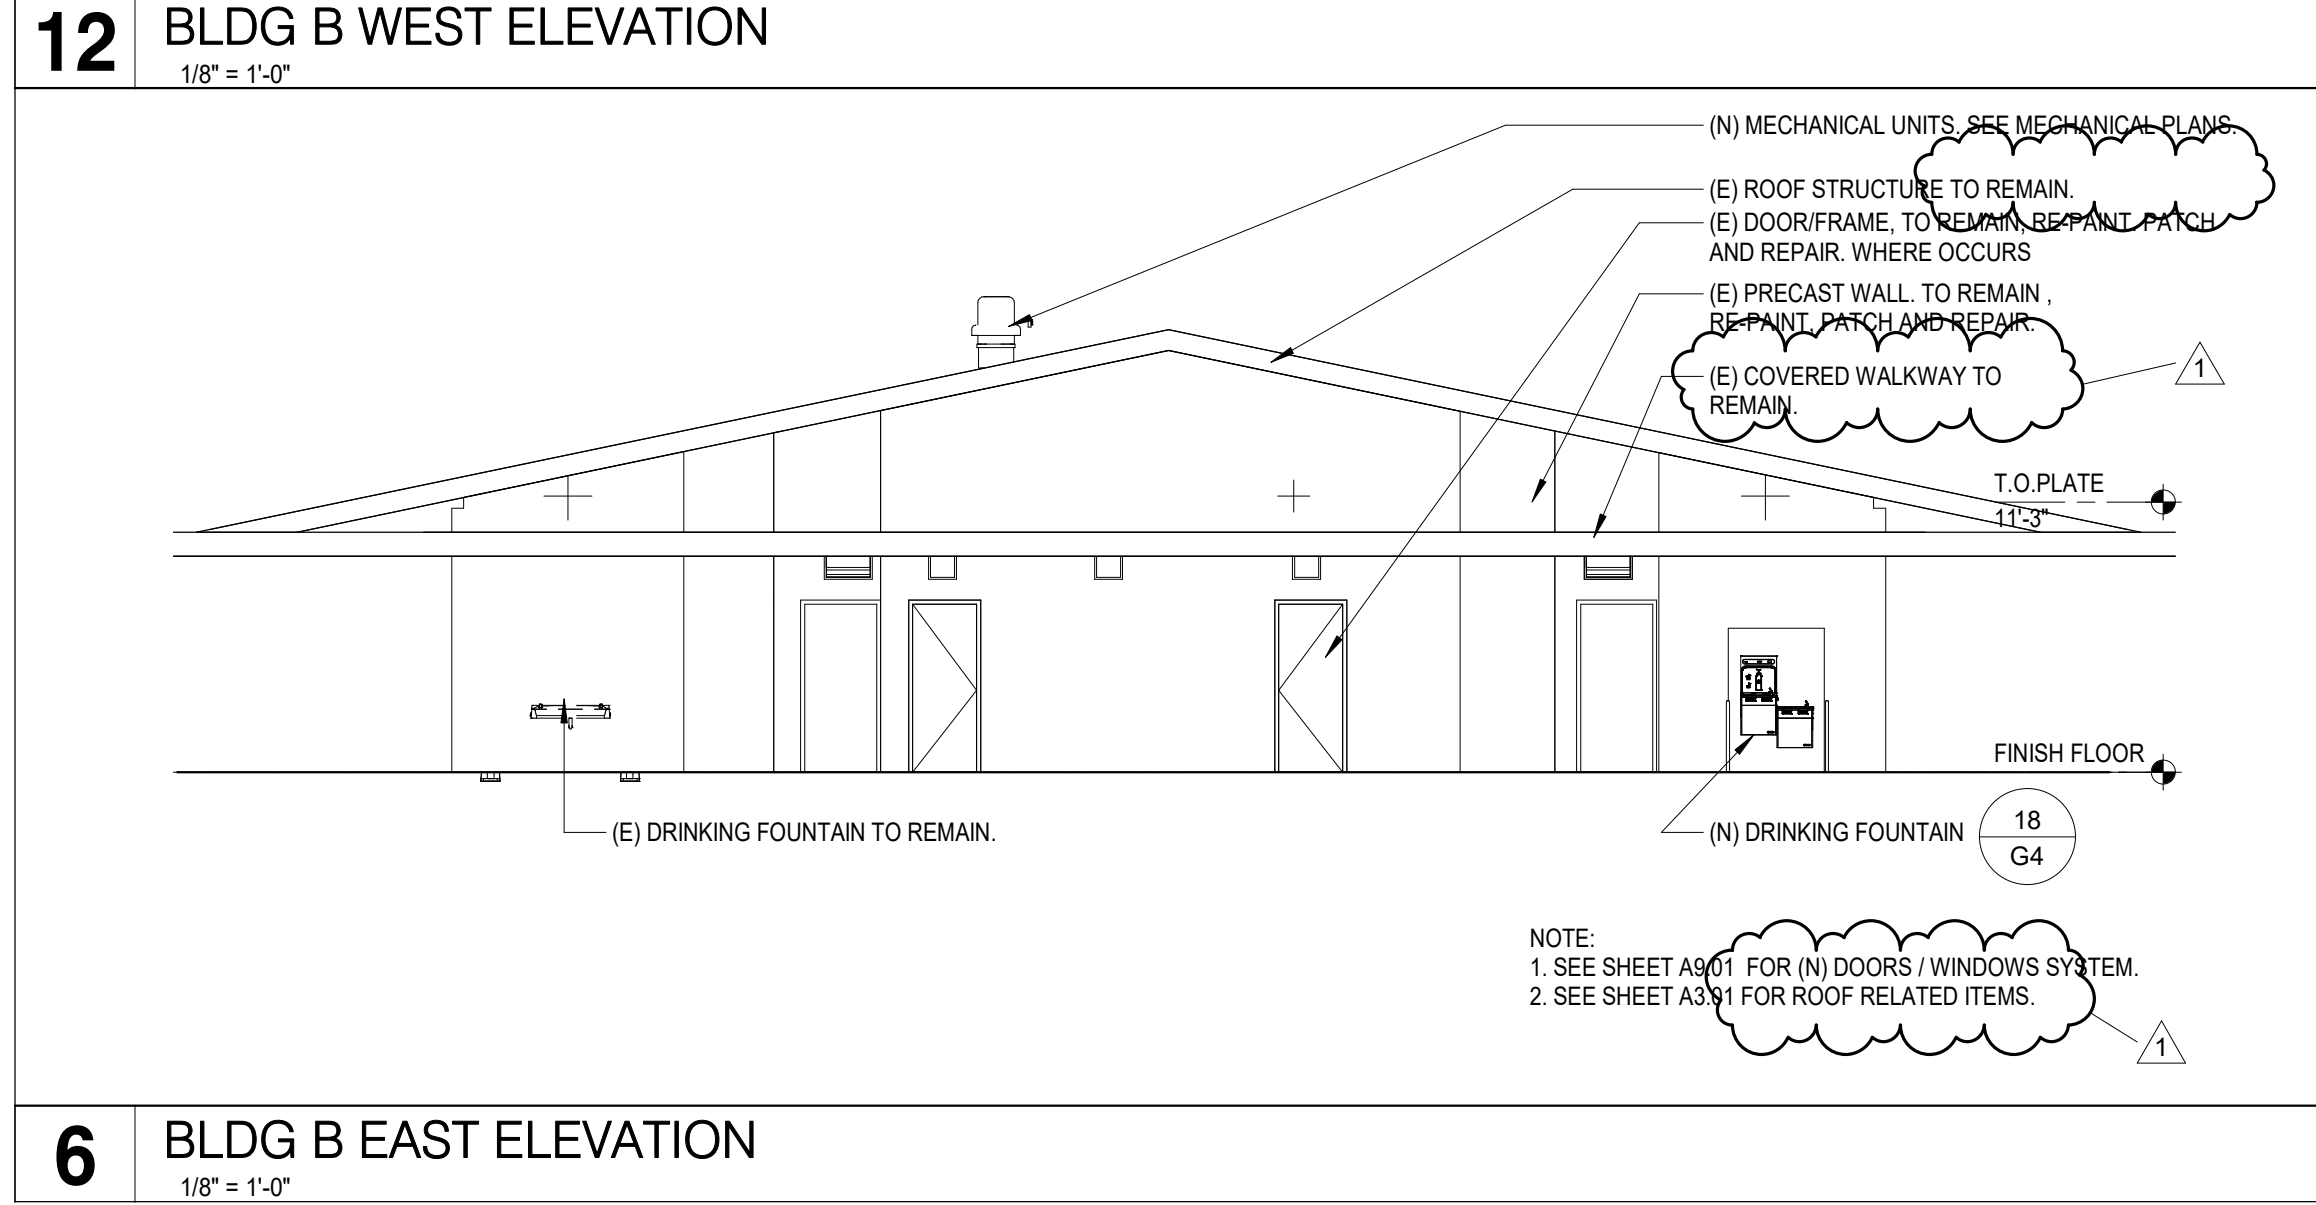 12
BLDG B WEST ELEVATION
1/8" = 1'-0"
(N) MECHANICAL UNITS. SEE MECHANICAL PLANS.
(E) ROOF STRUCTURE TO REMAIN.
(E) DOOR/FRAME, TO REMAIN, RE-PAINT. PATCH
AND REPAIR. WHERE OCCURS
(E) PRECAST WALL. TO REMAIN ,
RE-PAINT, PATCH AND REPAIR.
(E) COVERED WALKWAY TO
REMAIN.
1
T.O.PLATE
11'-3"
FINISH FLOOR
(E) DRINKING FOUNTAIN TO REMAIN.
(N) DRINKING FOUNTAIN
18
G4
NOTE:
1. SEE SHEET A9.01 FOR (N) DOORS / WINDOWS SYSTEM.
2. SEE SHEET A3.01 FOR ROOF RELATED ITEMS.
1
6
BLDG B EAST ELEVATION
1/8" = 1'-0"